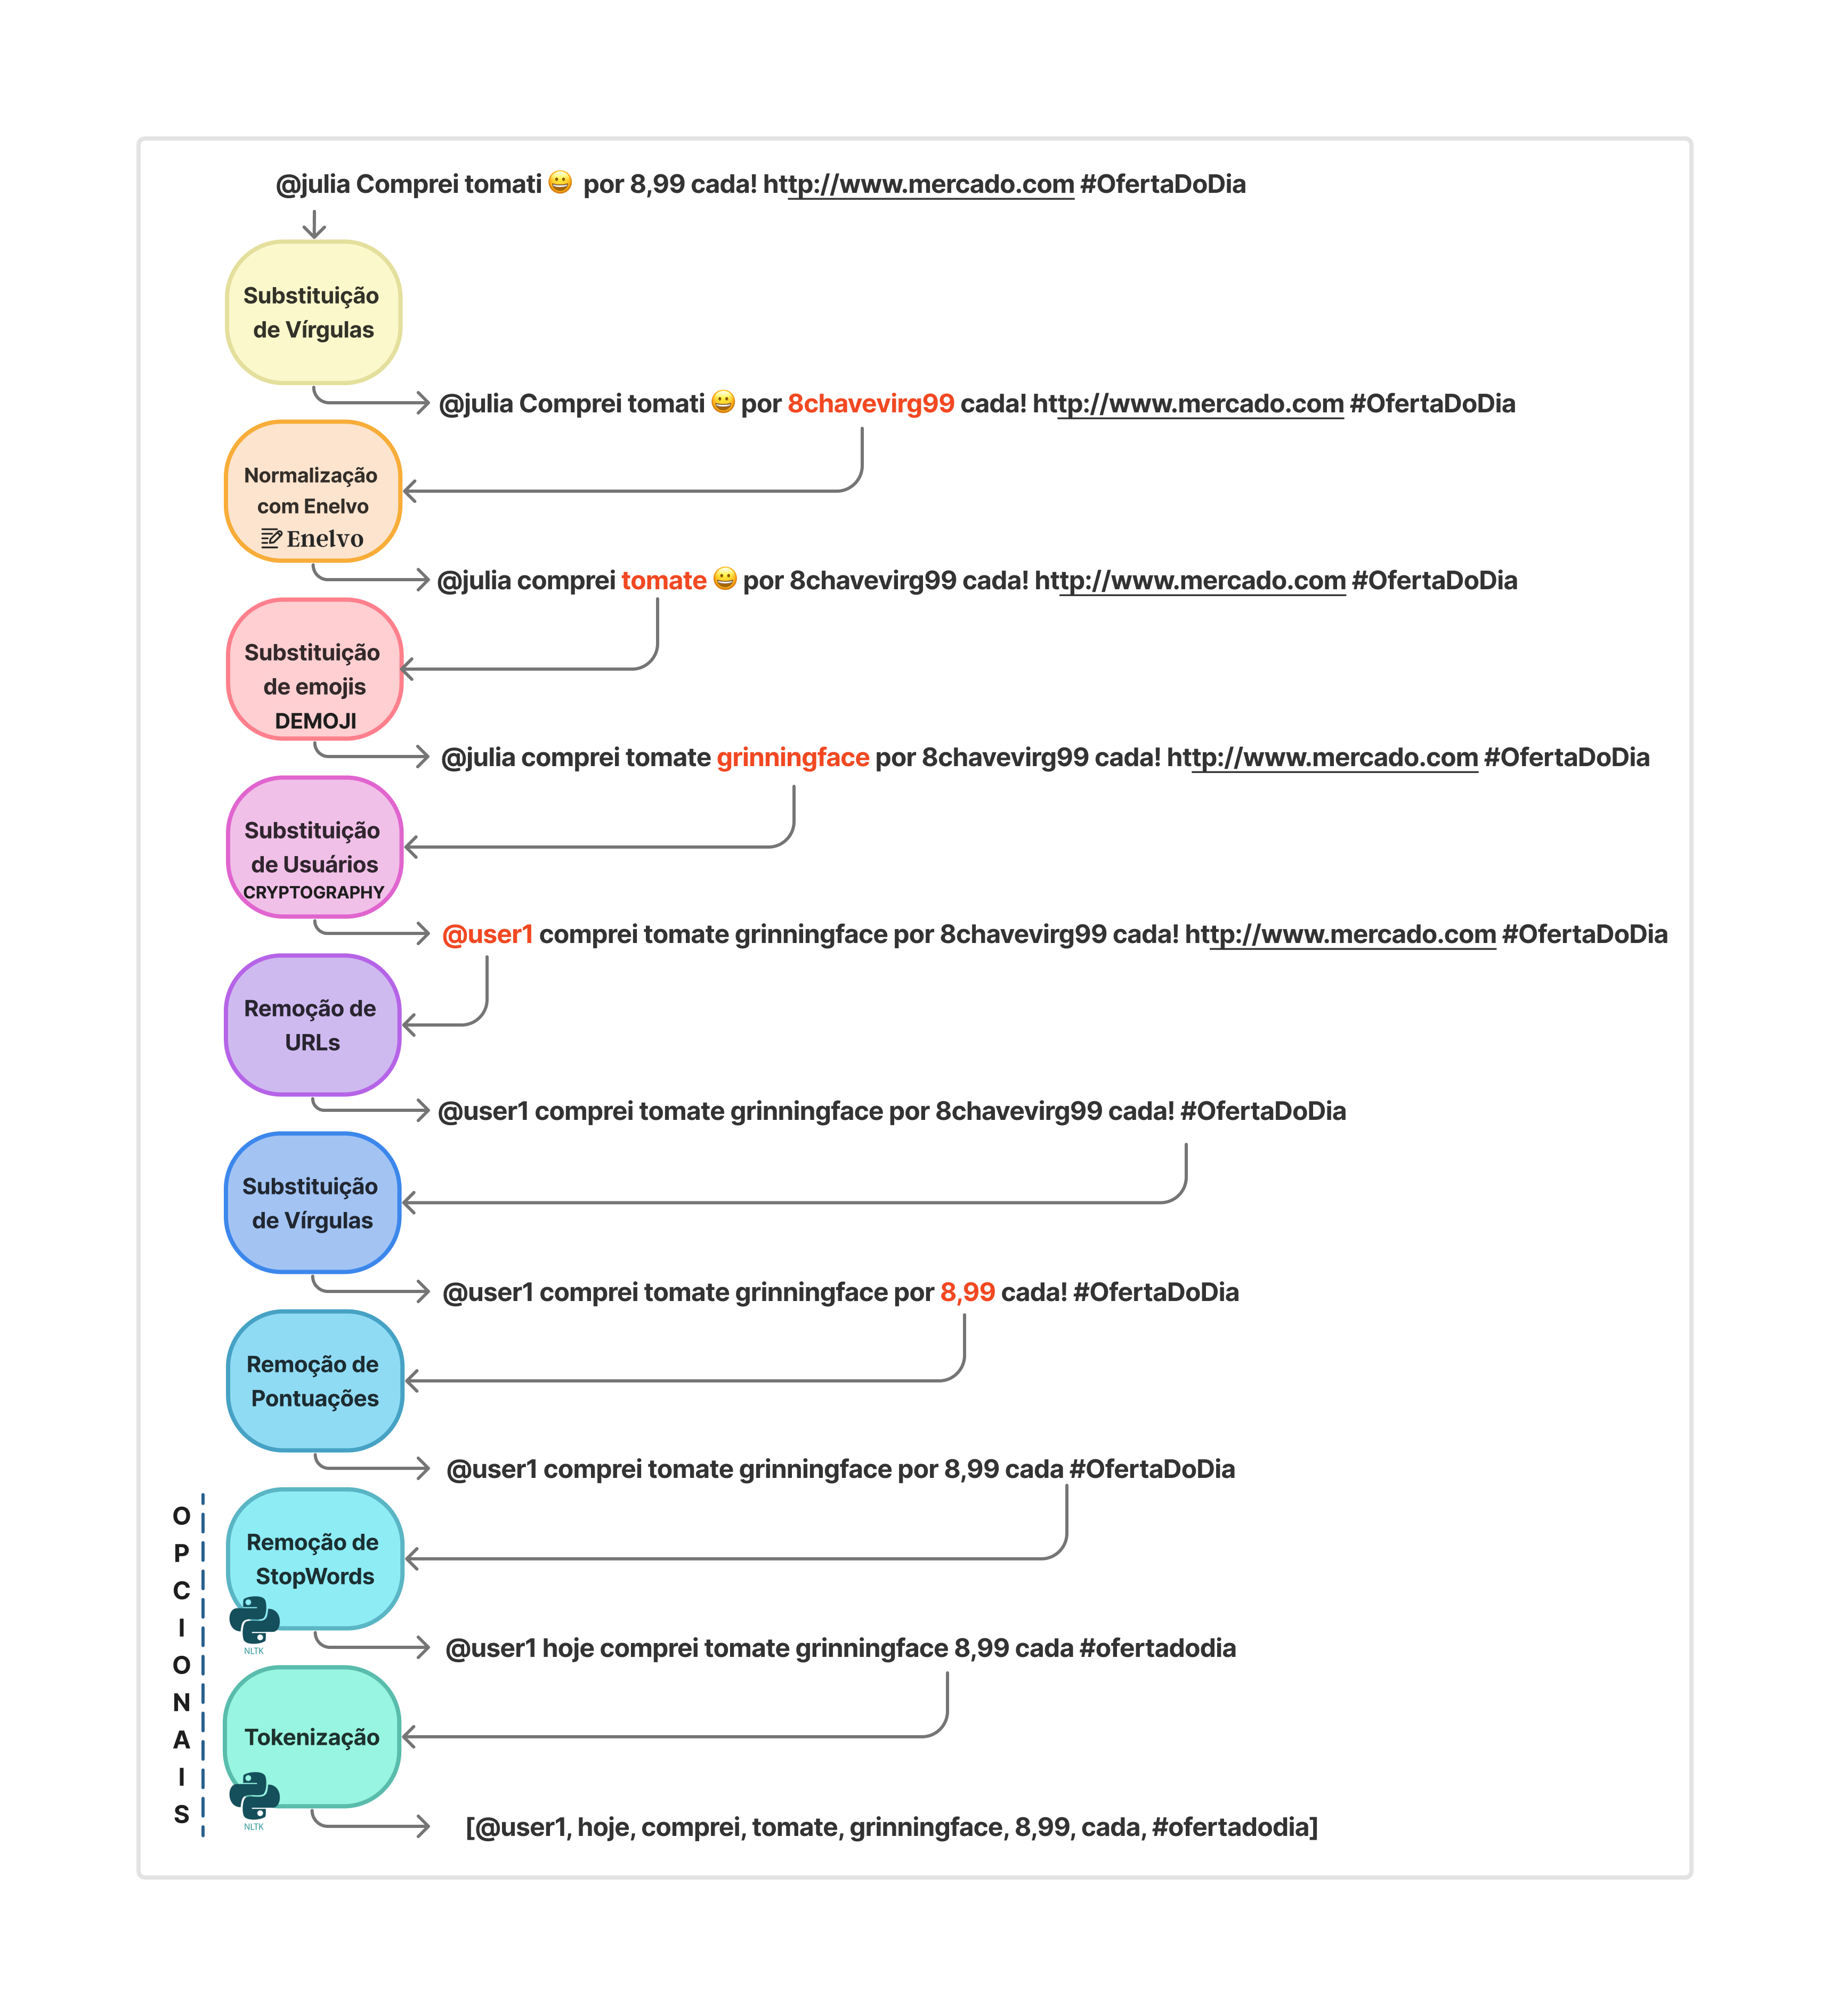 @julia Comprei tomati 😀 por 8,99 cada! http://www.mercado.com #OfertaDoDia
Substituição
de Vírgulas
@julia Comprei tomati 😀 por 8chavevirg99 cada! http://www.mercado.com #OfertaDoDia
Normalização
com Enelvo
Enelvo
@julia comprei tomate 😀 por 8chavevirg99 cada! http://www.mercado.com #OfertaDoDia
Substituição
de emojis
DEMOJI
@julia comprei tomate grinningface por 8chavevirg99 cada! http://www.mercado.com #OfertaDoDia
Substituição
de Usuários
CRYPTOGRAPHY
@user1 comprei tomate grinningface por 8chavevirg99 cada! http://www.mercado.com #OfertaDoDia
Remoção de
URLs
@user1 comprei tomate grinningface por 8chavevirg99 cada! #OfertaDoDia
Substituição
de Vírgulas
@user1 comprei tomate grinningface por 8,99 cada! #OfertaDoDia
Remoção de
Pontuações
@user1 comprei tomate grinningface por 8,99 cada #OfertaDoDia
OPCIONAIS
Remoção de
StopWords
NLTK
@user1 hoje comprei tomate grinningface 8,99 cada #ofertadodia
Tokenização
NLTK
[@user1, hoje, comprei, tomate, grinningface, 8,99, cada, #ofertadodia]